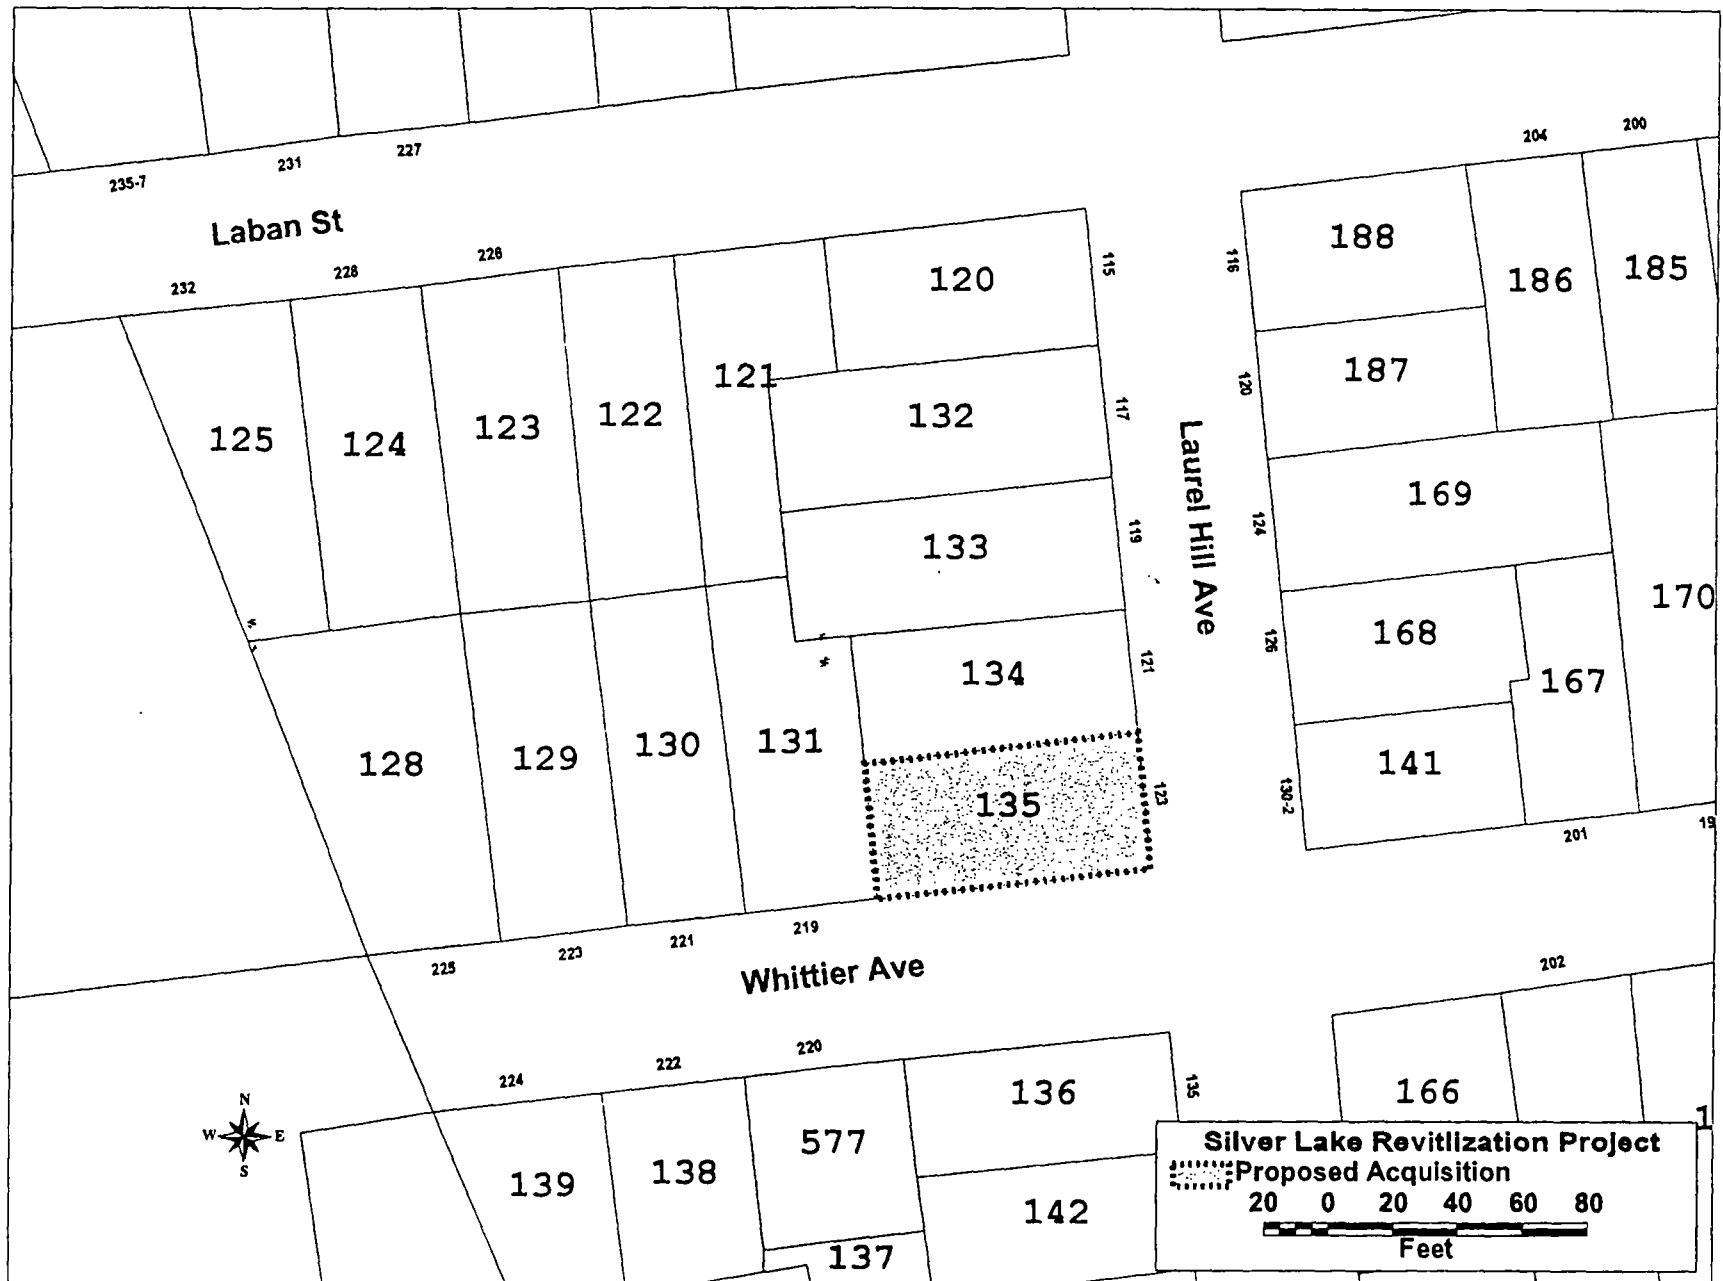 204 200
231 227
235-7
Laban St
232 228 226
120 115 116 188 186 185
121 132 117 120 187
125 124 123 122
Laurel Hill Ave
133 119 124 169
134 121 126 168 167 170
128 129 130 131
135 123 130-2 141
225 223 221 219 201 19
Whittier Ave
202
224 222 220
136 135 166
N
W E
S
577
139 138
142
137
1
Silver Lake Revitlization Project
Proposed Acquisition
20 0 20 40 60 80
Feet